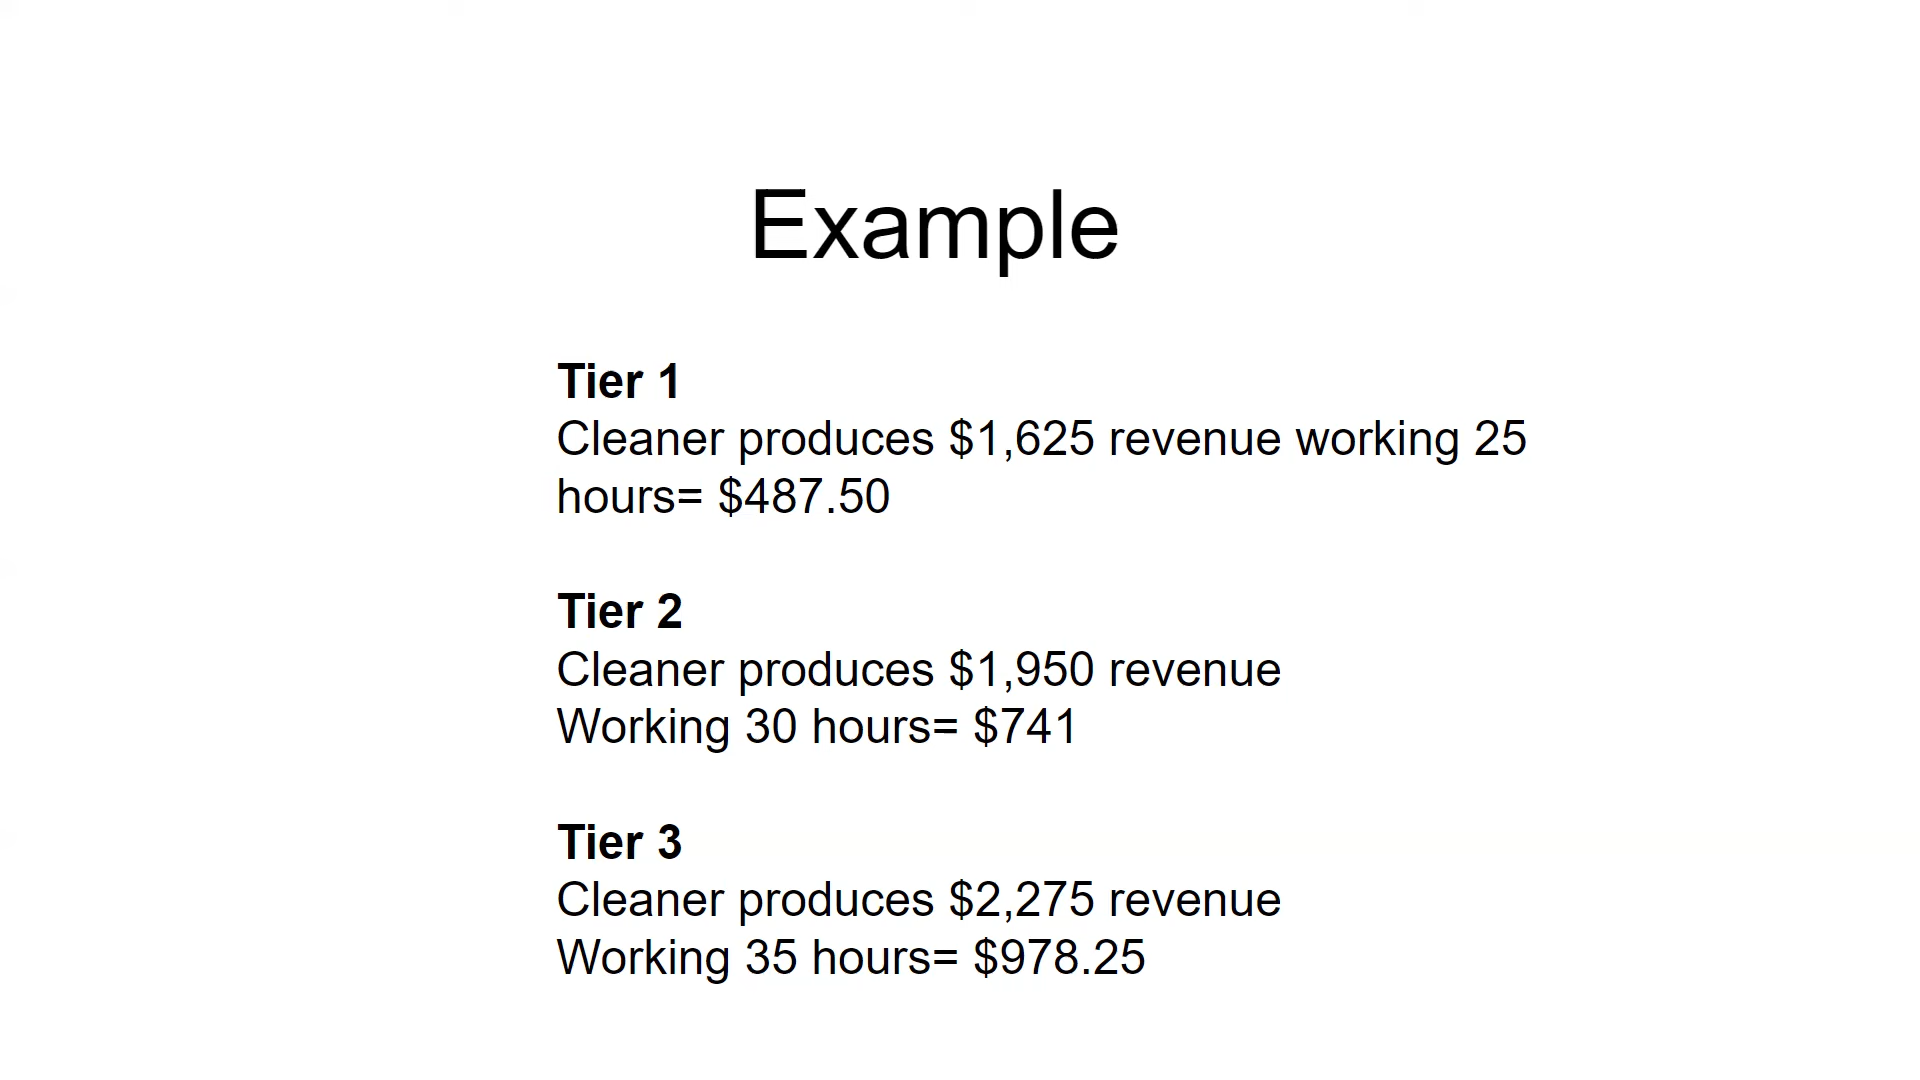 Example
Tier 1
Cleaner produces $1,625 revenue working 25
hours= $487.50
Tier 2
Cleaner produces $1,950 revenue
Working 30 hours= $741
Tier 3
Cleaner produces $2,275 revenue
Working 35 hours= $978.25